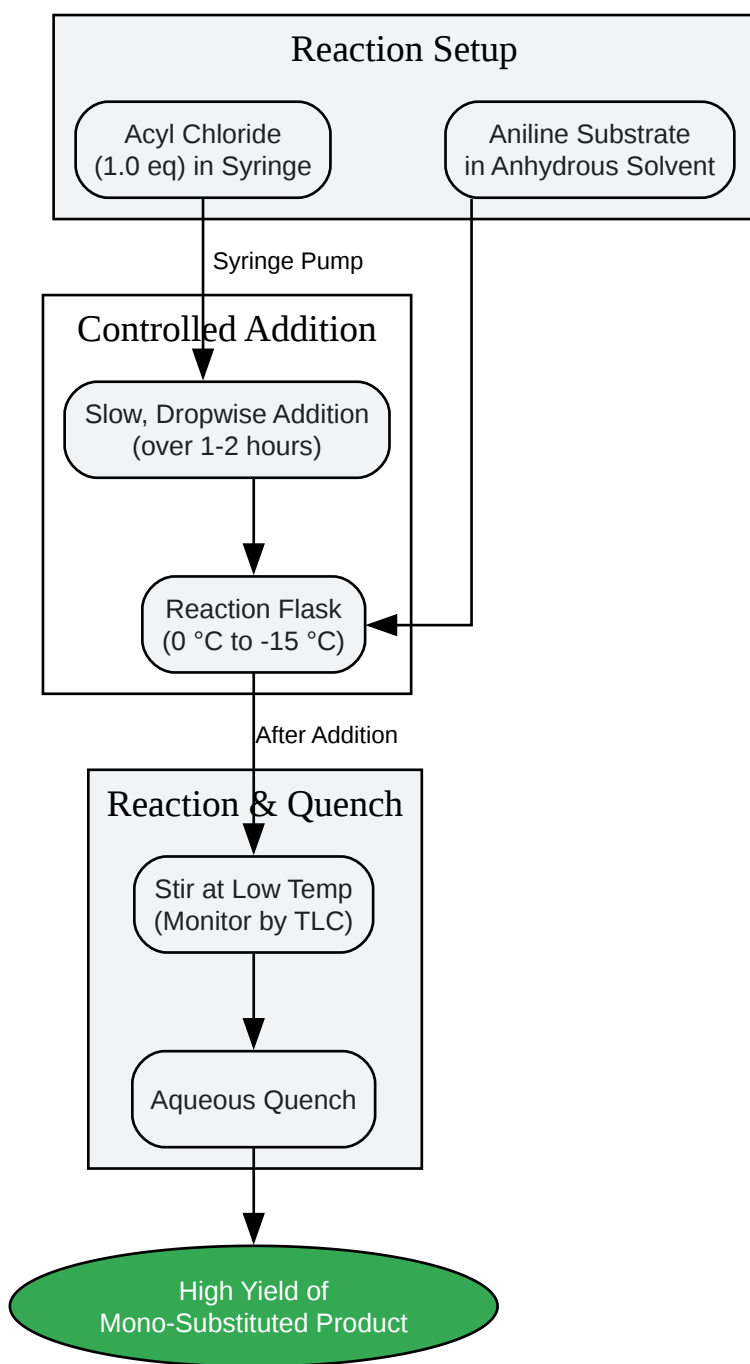 Reaction Setup
Acyl Chloride
(1.0 eq) in Syringe
Aniline Substrate
in Anhydrous Solvent
Syringe Pump
Controlled Addition
Slow, Dropwise Addition
(over 1-2 hours)
Reaction Flask
(0 °C to -15 °C)
After Addition
Reaction & Quench
Stir at Low Temp
(Monitor by TLC)
Aqueous Quench
High Yield of
Mono-Substituted Product